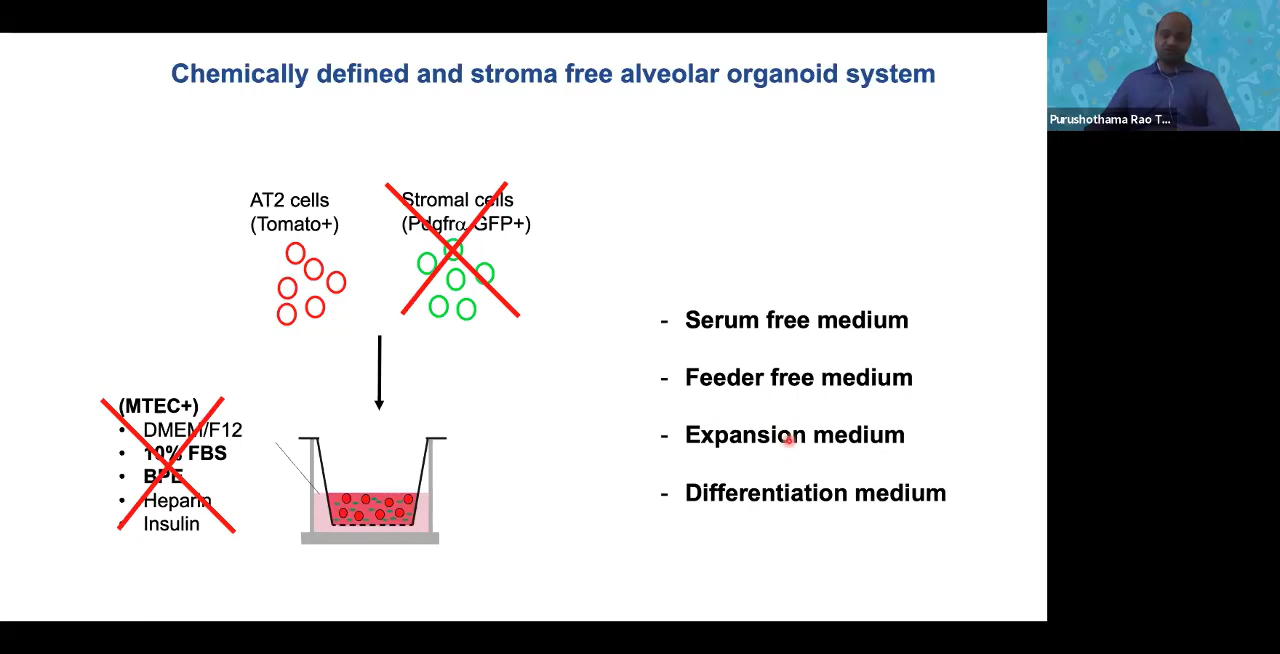 Chemically defined and stroma free alveolar organoid system
Purushothama Rao T...
AT2 cells
(Tomato+)
Stromal cells
(Pdgfrα GFP+)
(MTEC+)
• DMEM/F12
• 10% FBS
• BPE
• Heparin
• Insulin
- Serum free medium
- Feeder free medium
- Expansion medium
- Differentiation medium